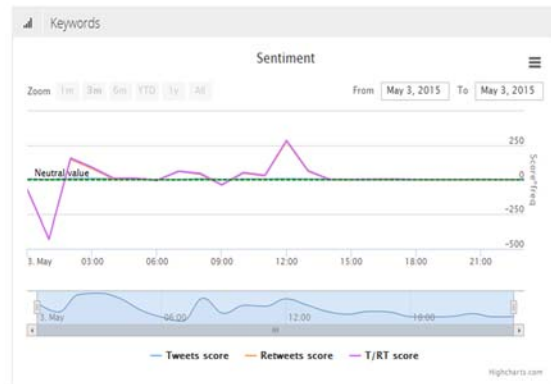 Keywords
Sentiment
Zoom 1m 3m 6m YTD 1y All From May 3, 2015 To May 3, 2015
250
Neutral value
0
-250
-500
Score*freq
3. May 03:00 06:00 09:00 12:00 15:00 18:00 21:00
3. May 06:00 12:00 18:00
Tweets score Retweets score T/RT score
Highcharts.com